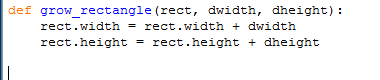 def grow_rectangle(rect, dwidth, dheight):
    rect.width = rect.width + dwidth
    rect.height = rect.height + dheight